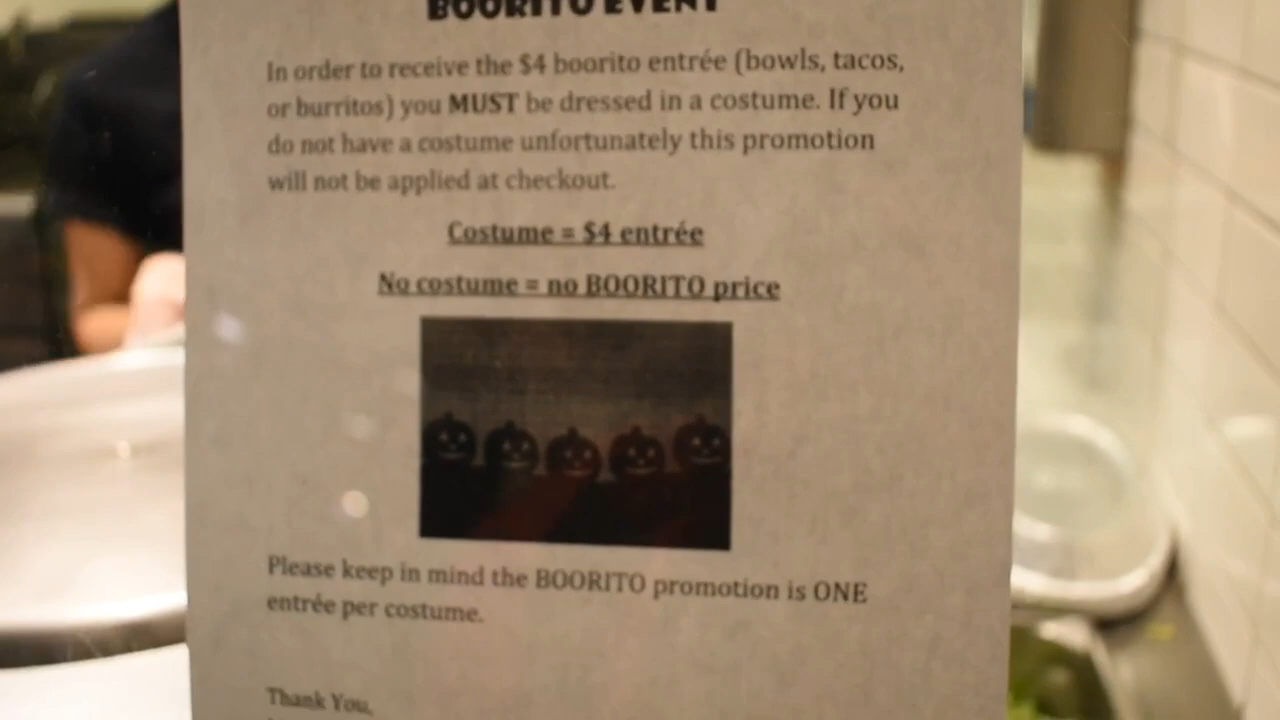 BOORITO EVENT
In order to receive the $4 boorito entrée (bowls, tacos,
or burritos) you MUST be dressed in a costume. If you
do not have a costume unfortunately this promotion
will not be applied at checkout.
Costume = $4 entrée
No costume = no BOORITO price
Please keep in mind the BOORITO promotion is ONE
entrée per costume.
Thank You,